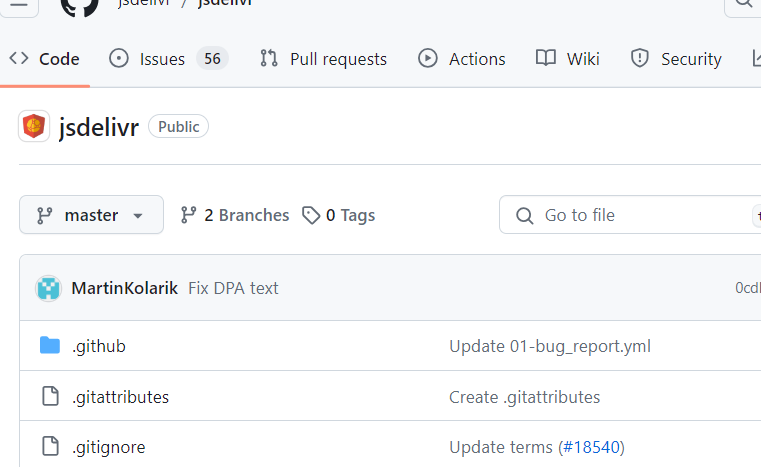 jsdelivr / jsdelivr
Code Issues 56 Pull requests Actions Wiki Security
jsdelivr Public
master 2 Branches 0 Tags Go to file
MartinKolarik Fix DPA text
.github Update 01-bug_report.yml
.gitattributes Create .gitattributes
.gitignore Update terms (#18540)